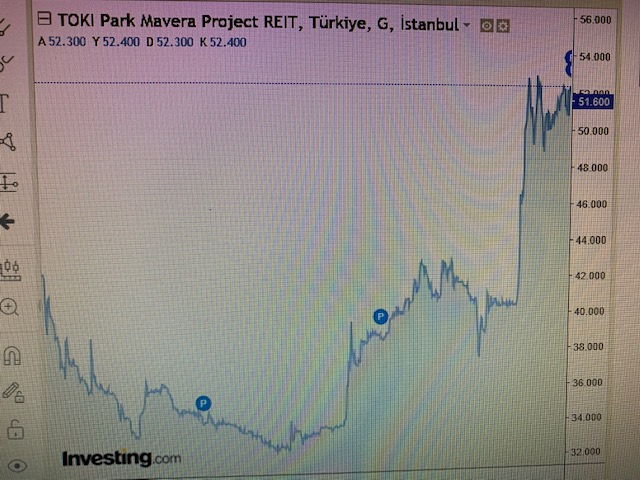 TOKI Park Mavera Project REIT, Türkiye, G, İstanbul
A 52.300 Y 52.400 D 52.300 K 52.400
56.000
54.000
51.600
50.000
48.000
46.000
44.000
42.000
40.000
38.000
36.000
34.000
32.000
P
P
Investing.com